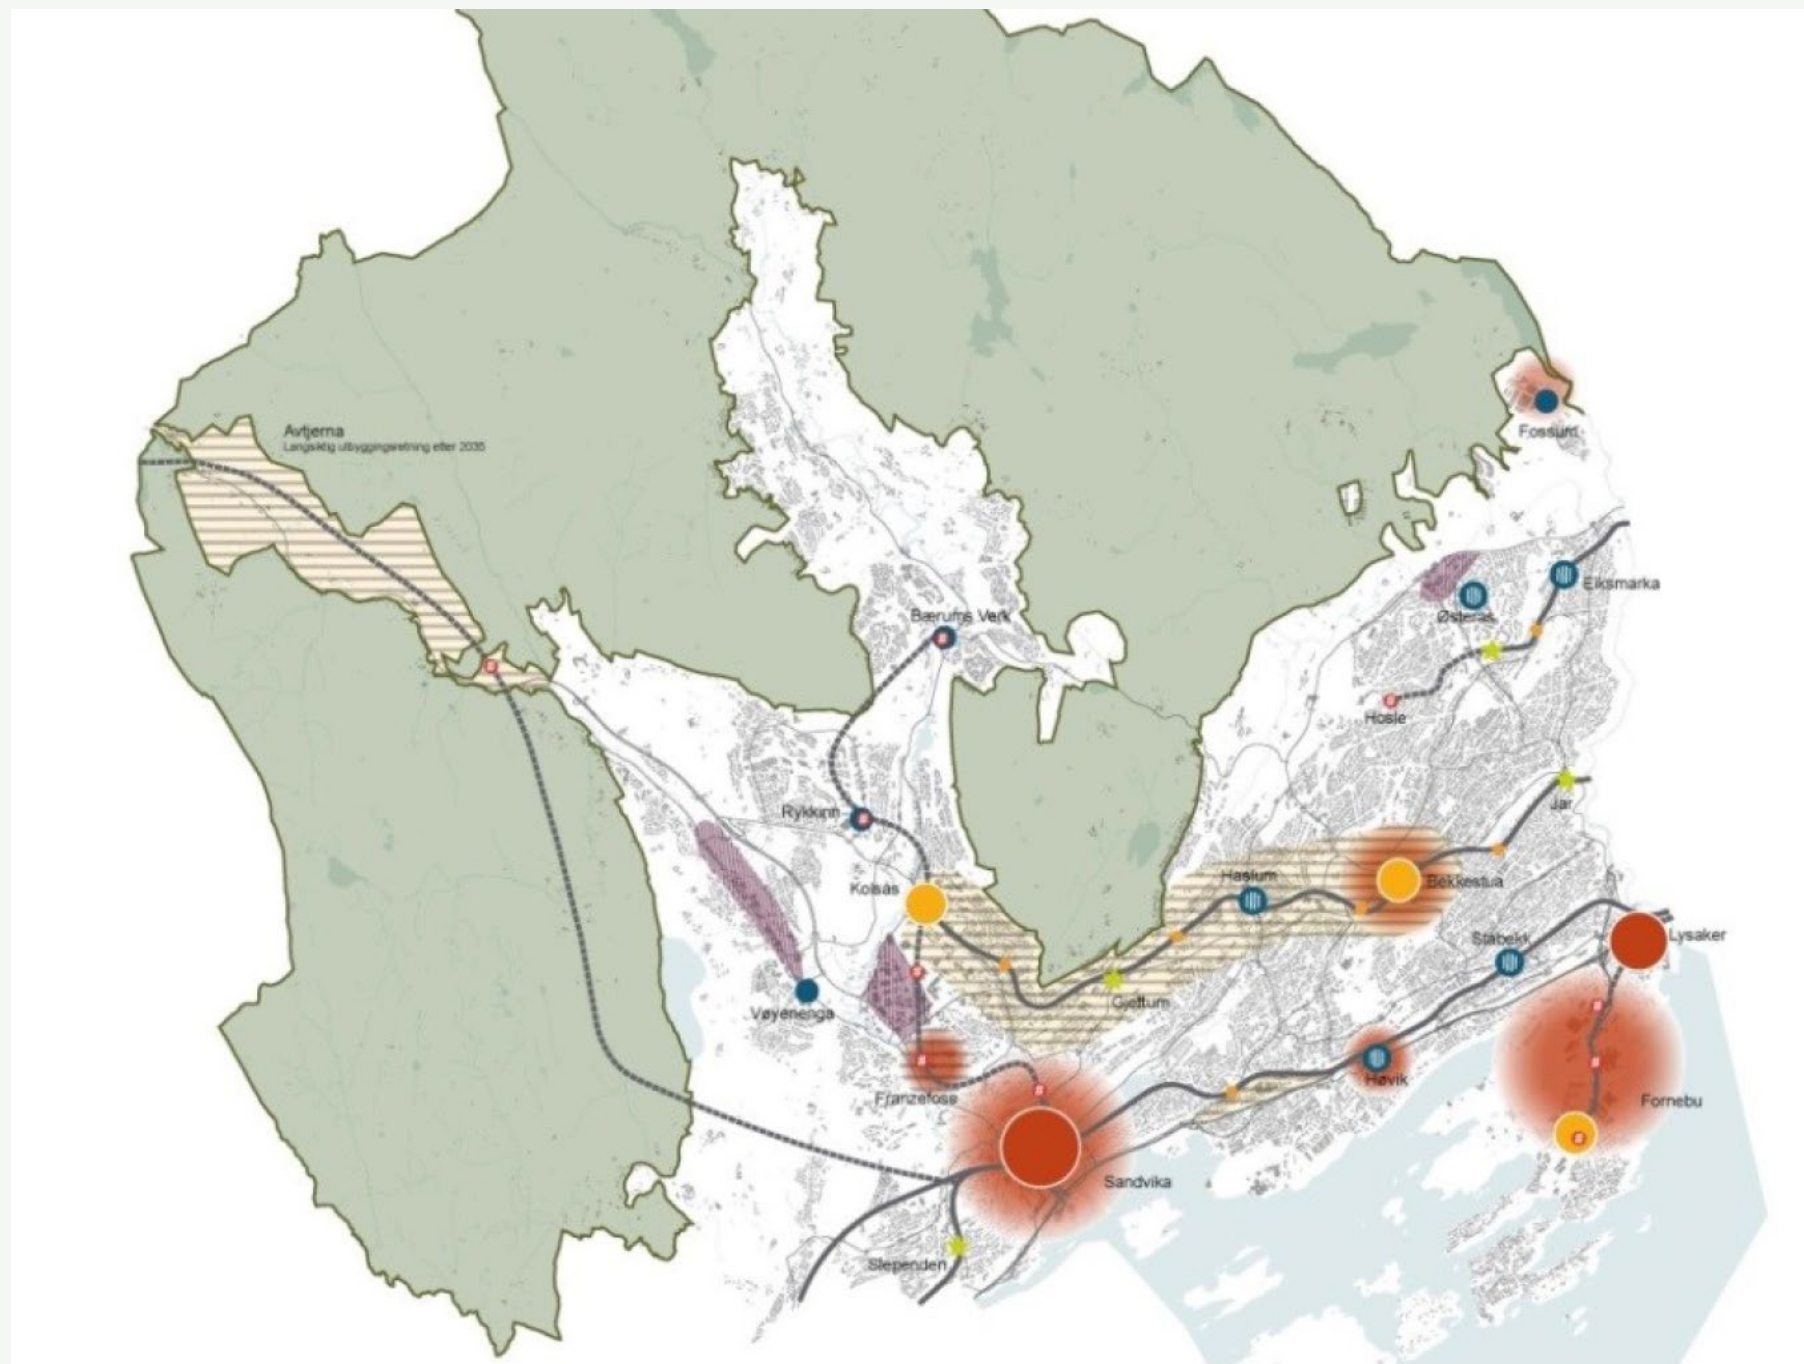 Avtjerna
Langsiktig utbyggingsretning etter 2035
Fossum
Eiksmarka
Østerås
Bærums Verk
Hosle
Jar
Rykkinn
Haslum
Bekkestua
Kolsås
Stabekk
Lysaker
Gjettum
Vøyenenga
Høvik
Franzefoss
Fornebu
Sandvika
Slependen